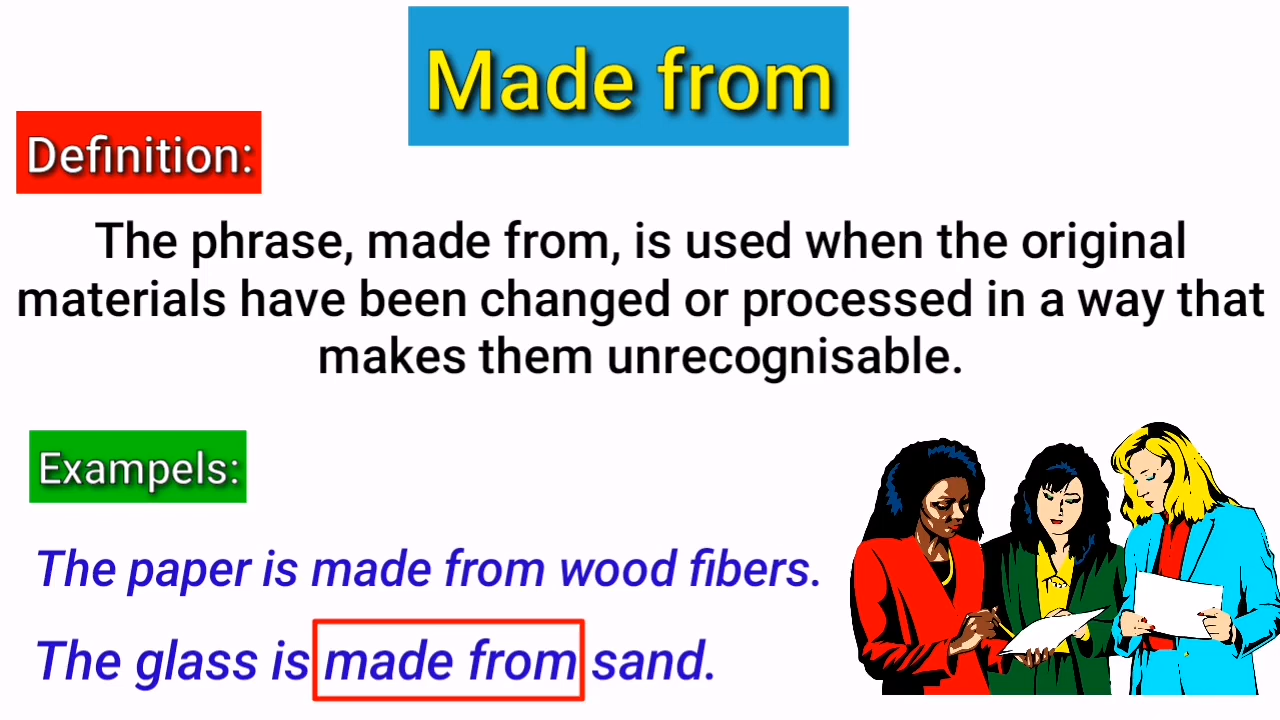 Made from
Definition:
The phrase, made from, is used when the original
materials have been changed or processed in a way that
makes them unrecognisable.
Exampels:
The paper is made from wood fibers.
The glass is made from sand.